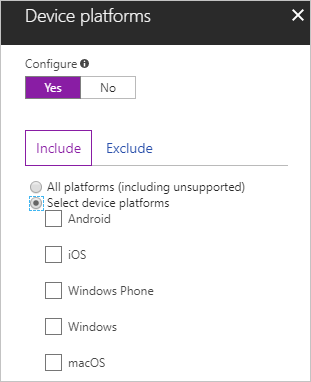 Device platforms
Configure
Yes No
Include Exclude
All platforms (including unsupported)
Select device platforms
Android
iOS
Windows Phone
Windows
macOS